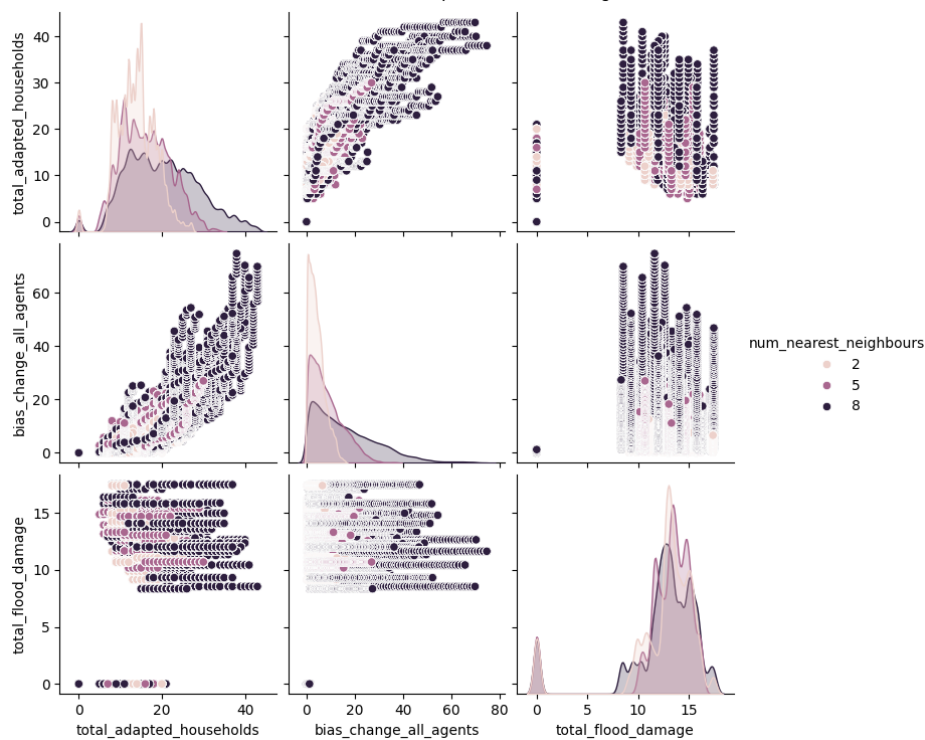 40
30
20
10
0
total_adapted_households
60
40
20
0
bias_change_all_agents
num_nearest_neighbours
2
5
8
15
10
5
0
total_flood_damage
0 20 40
0 20 40 60 80
0 5 10 15
total_adapted_households bias_change_all_agents total_flood_damage